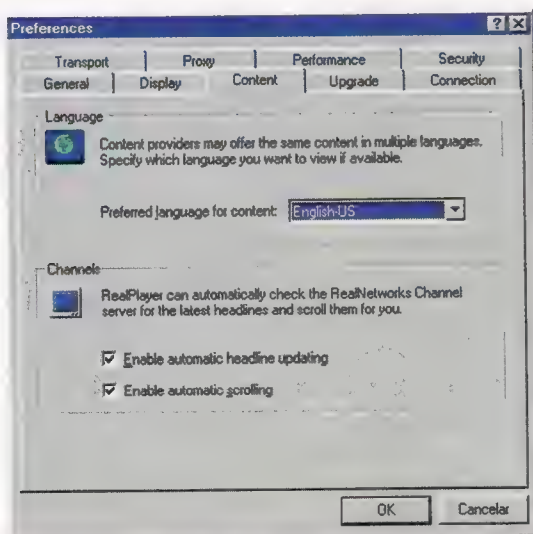 Preferences
Transport Proxy Performance Security
General Display Content Upgrade Connection
Language
Content providers may offer the same content in multiple languages.
Specify which language you want to view if available.
Preferred language for content: English-US
Channels
RealPlayer can automatically check the RealNetworks Channel
server for the latest headlines and scroll them for you.
Enable automatic headline updating
Enable automatic scrolling
OK Cancelar